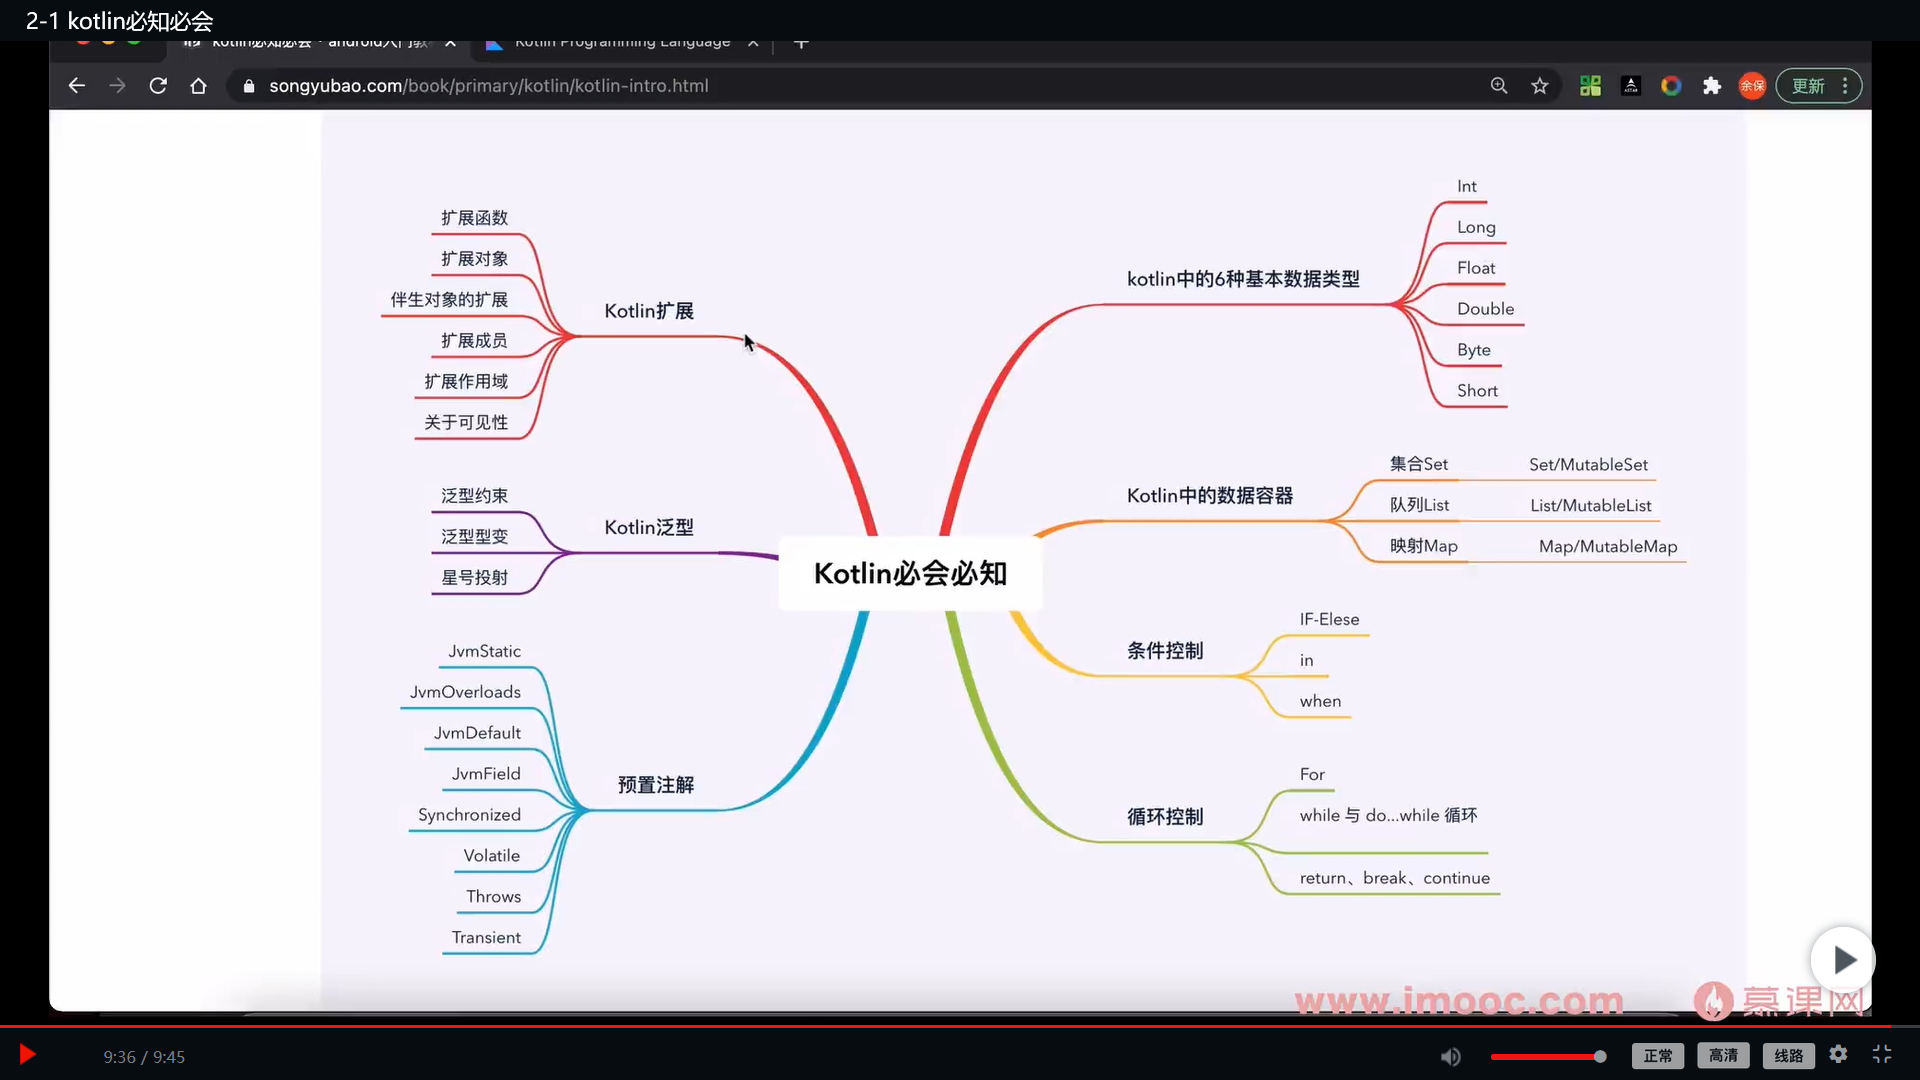 2-1 kotlin必知必会
kotlin必知必会 · android入门教
Kotlin Programming Language
songyubao.com/book/primary/kotlin/kotlin-intro.html
余保
更新
扩展函数
扩展对象
伴生对象的扩展
扩展成员
扩展作用域
关于可见性
Kotlin扩展
泛型约束
泛型型变
星号投射
Kotlin泛型
JvmStatic
JvmOverloads
JvmDefault
JvmField
Synchronized
Volatile
Throws
Transient
预置注解
Kotlin必会必知
kotlin中的6种基本数据类型
Int
Long
Float
Double
Byte
Short
Kotlin中的数据容器
集合Set Set/MutableSet
队列List List/MutableList
映射Map Map/MutableMap
条件控制
IF-Elese
in
when
循环控制
For
while 与 do...while 循环
return、break、continue
www.imooc.com 慕课网
9:36 / 9:45
正常 高清 线路